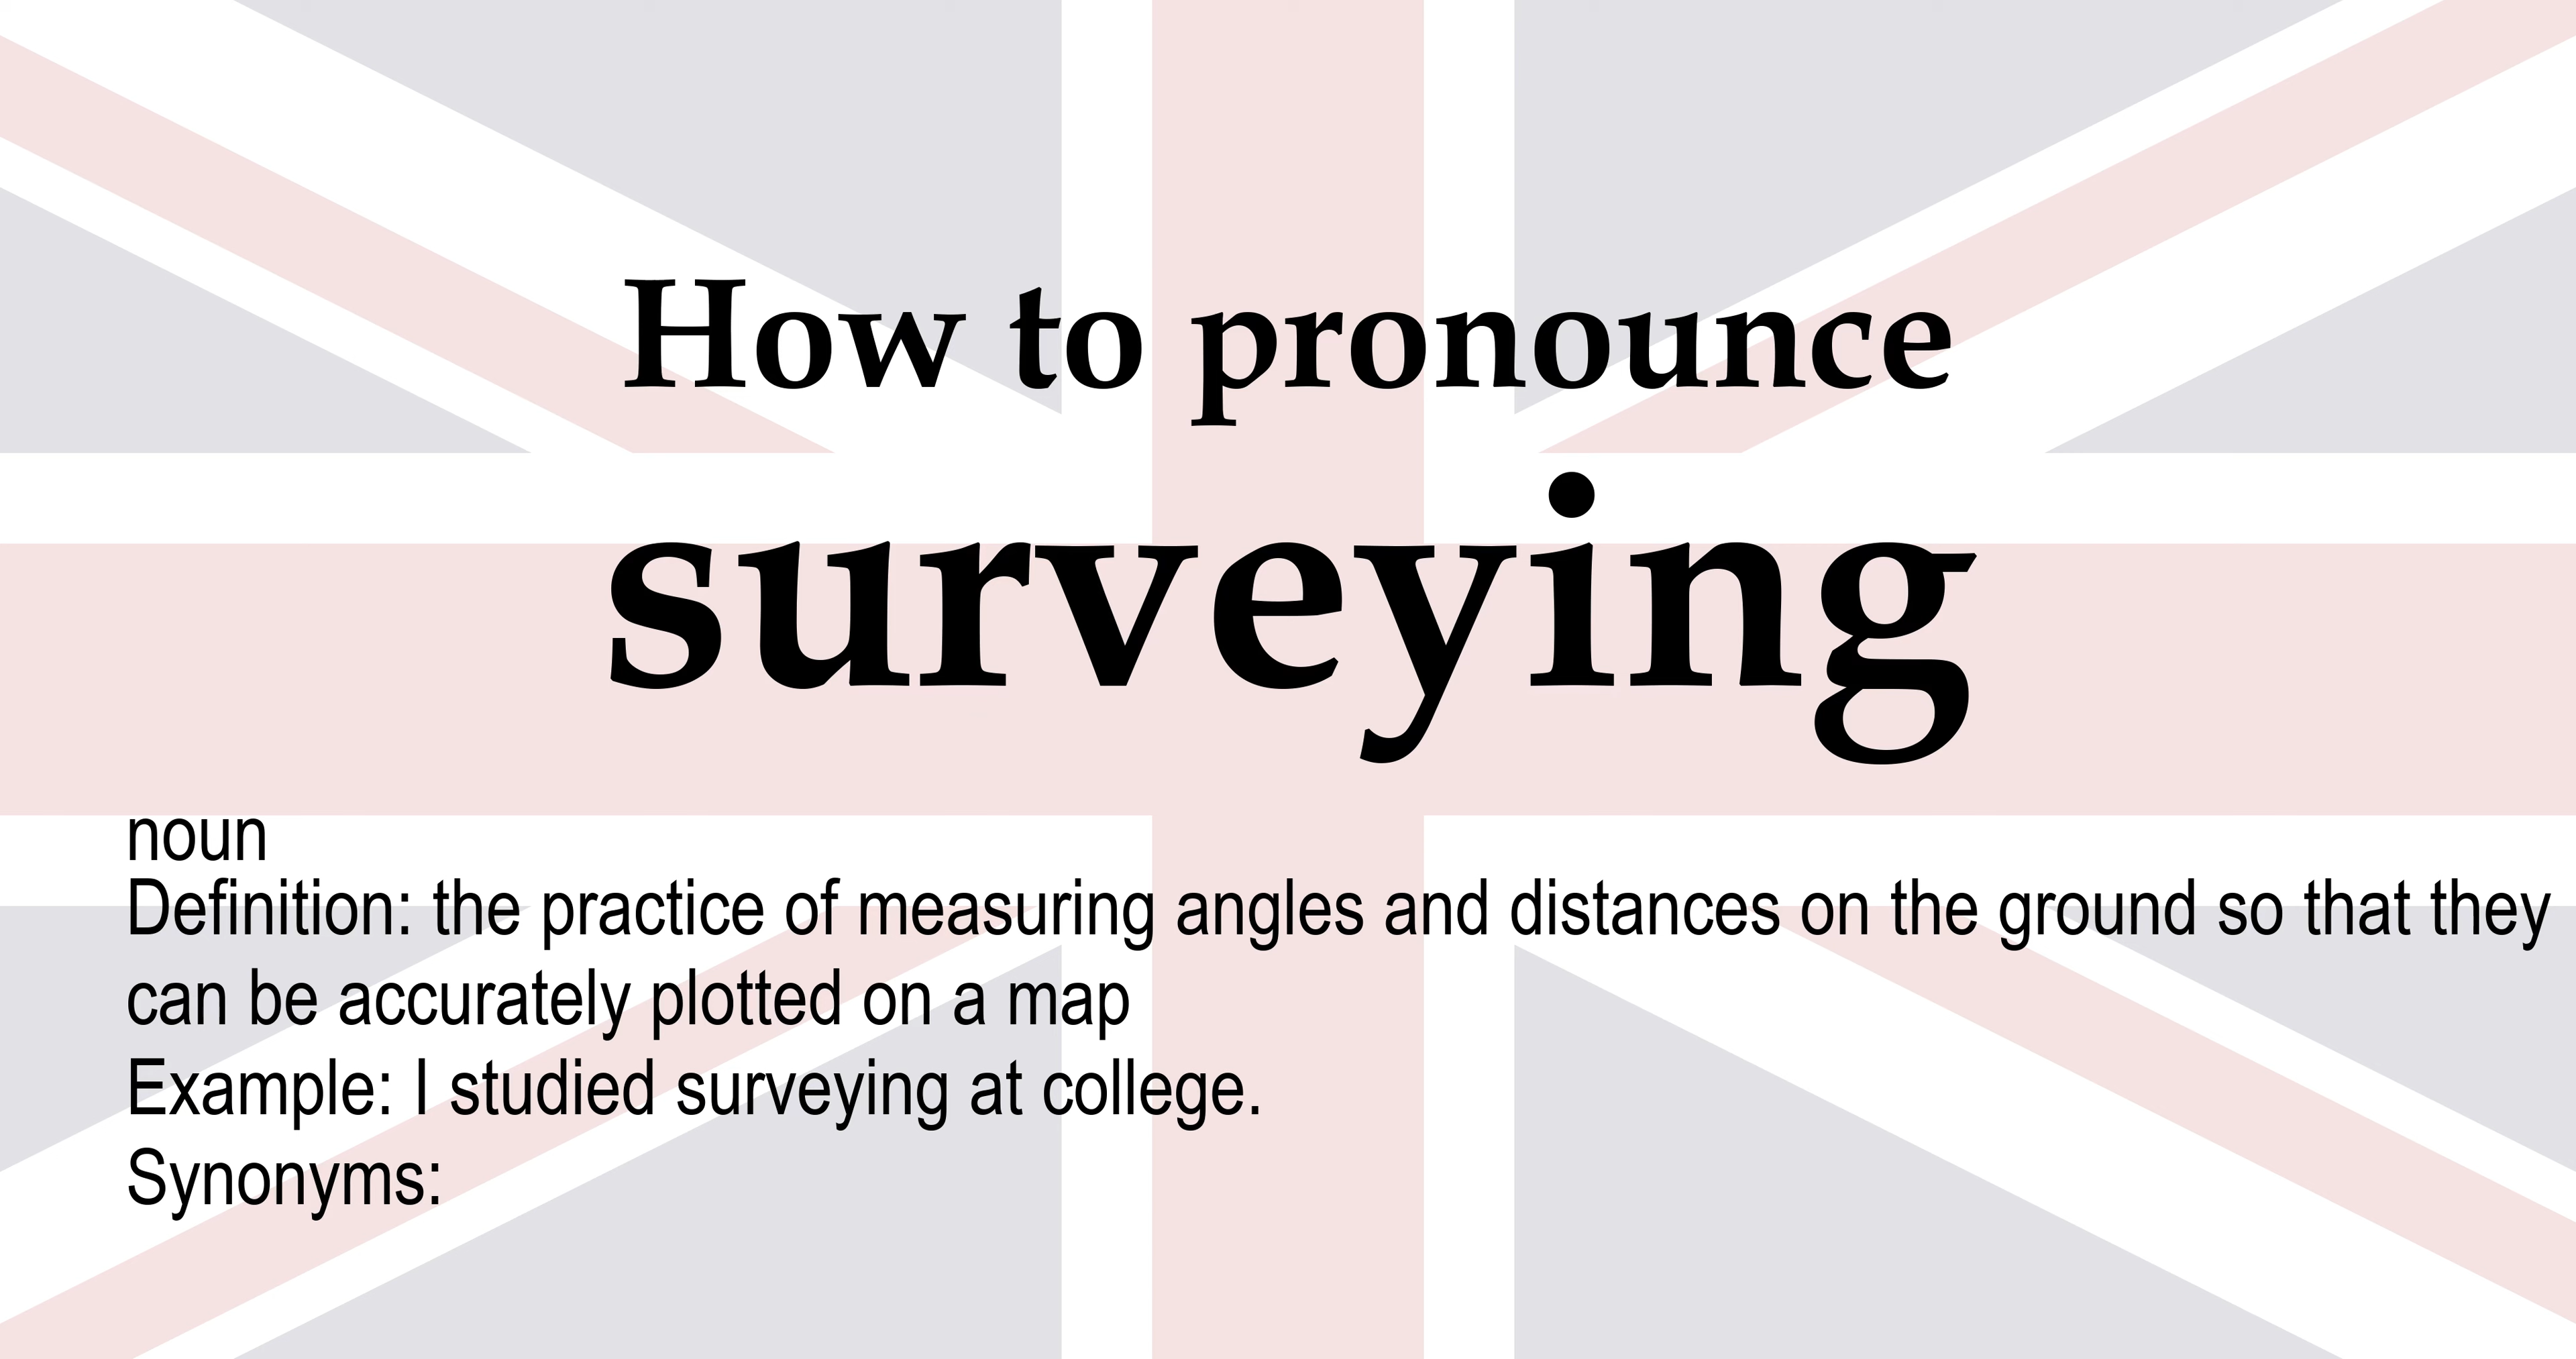 How to pronounce
surveying
noun
Definition: the practice of measuring angles and distances on the ground so that they
can be accurately plotted on a map
Example: I studied surveying at college.
Synonyms: